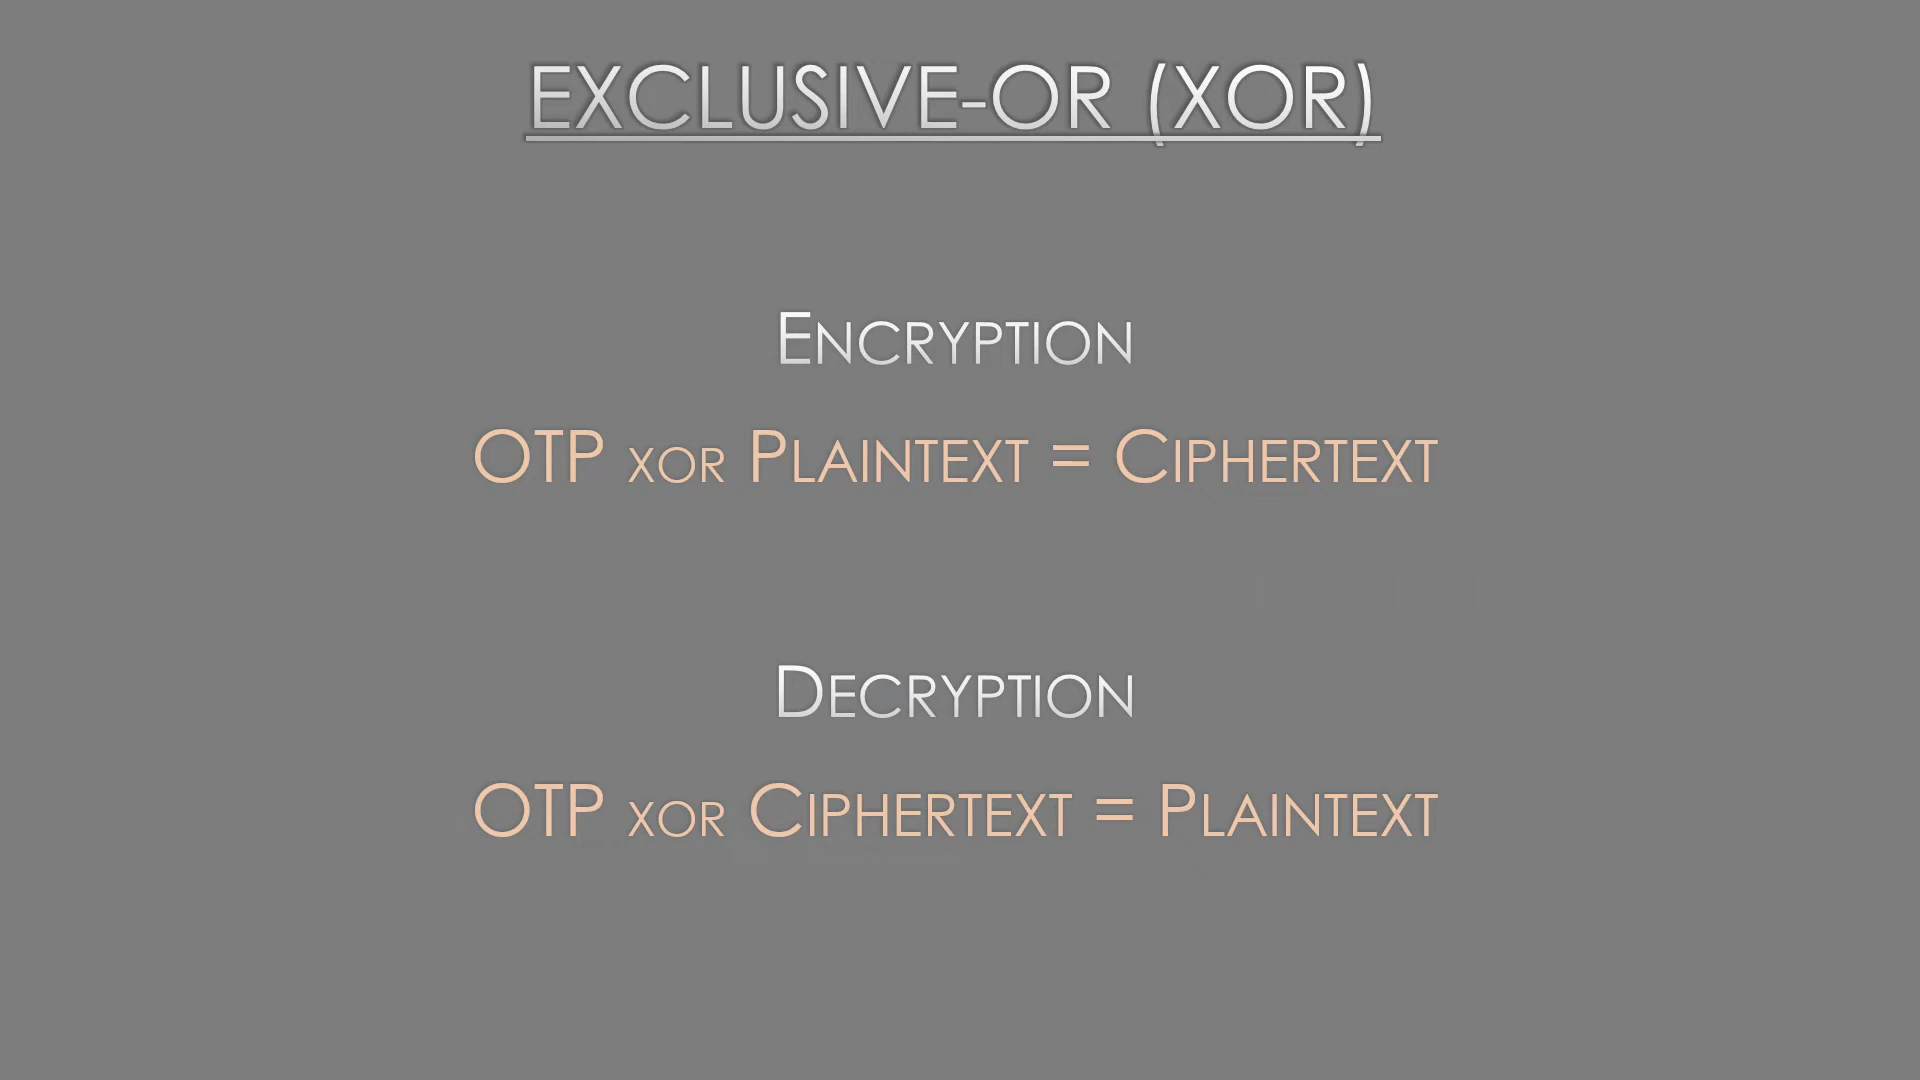 EXCLUSIVE-OR (XOR)
ENCRYPTION
OTP XOR PLAINTEXT = CIPHERTEXT
DECRYPTION
OTP XOR CIPHERTEXT = PLAINTEXT